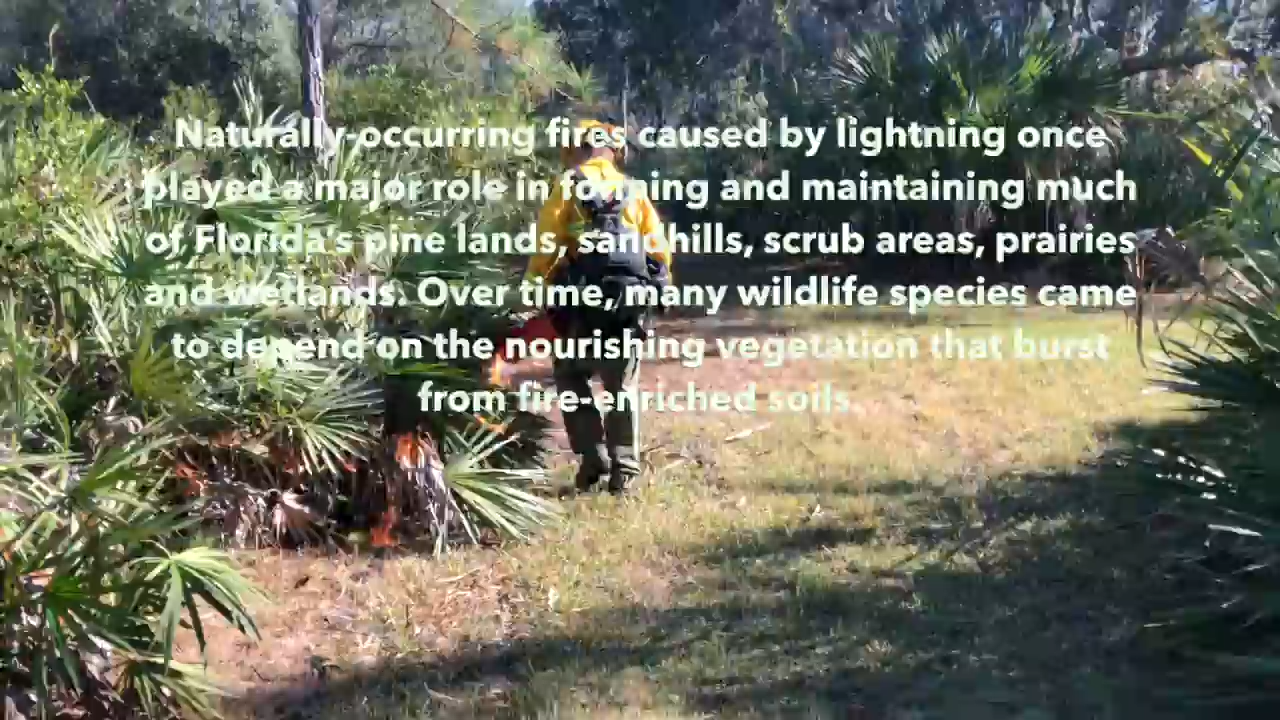 Naturally-occurring fires caused by lightning once
played a major role in forming and maintaining much
of Florida's pine lands, sandhills, scrub areas, prairies
and wetlands. Over time, many wildlife species came
to depend on the nourishing vegetation that burst
from fire-enriched soils.